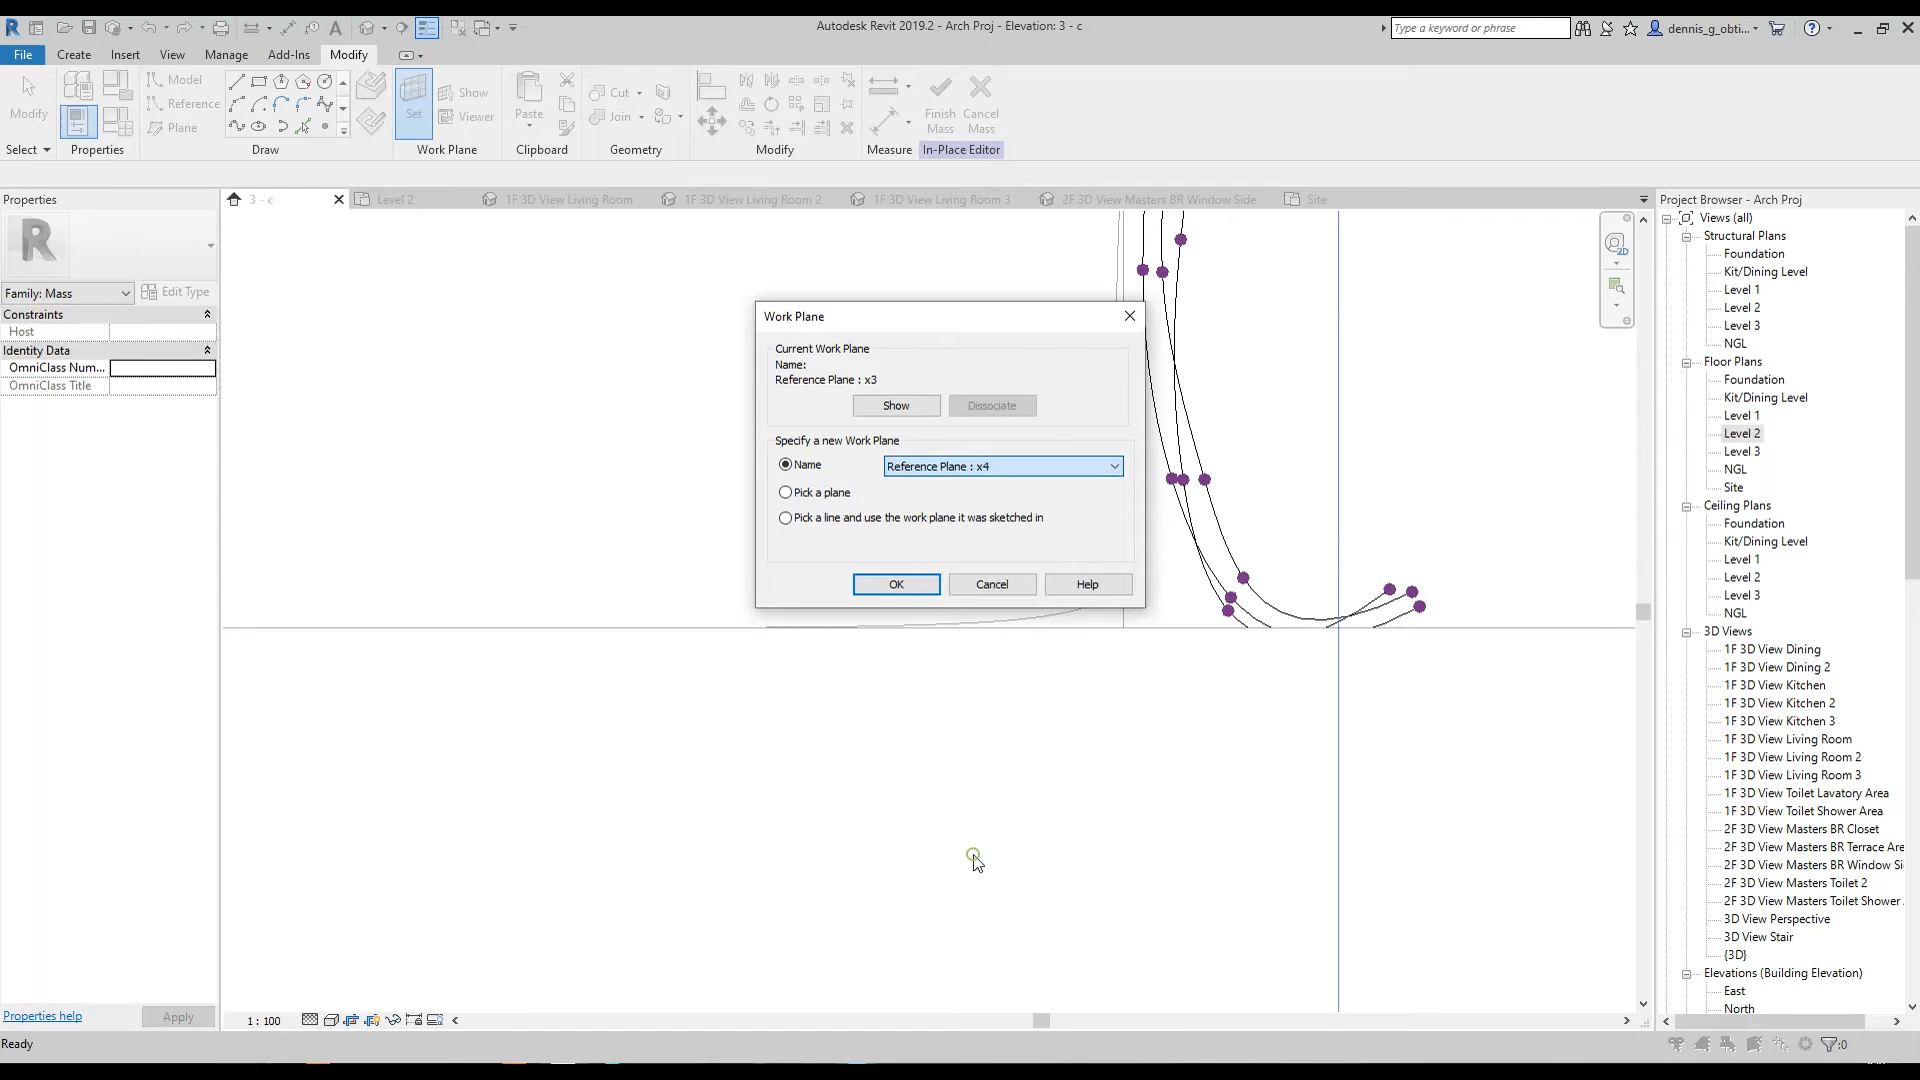 Autodesk Revit 2019.2 - Arch Proj - Elevation: 3 - c
Type a keyword or phrase
dennis_g_obti...
File
Create
Insert
View
Manage
Add-Ins
Modify
Modify
Model
Reference
Plane
Set
Show
Viewer
Paste
Cut
Join
Finish
Mass
Cancel
Mass
Select
Properties
Draw
Work Plane
Clipboard
Geometry
Modify
Measure
In-Place Editor
Properties
R
Family: Mass
Edit Type
Constraints
Host
Identity Data
OmniClass Num...
OmniClass Title
Properties help
Apply
3 - c
Level 2
1F 3D View Living Room
1F 3D View Living Room 2
1F 3D View Living Room 3
2F 3D View Masters BR Window Side
Site
2D
Work Plane
Current Work Plane
Name:
Reference Plane : x3
Show
Dissociate
Specify a new Work Plane
Name
Reference Plane : x4
Pick a plane
Pick a line and use the work plane it was sketched in
OK
Cancel
Help
Project Browser - Arch Proj
Views (all)
Structural Plans
Foundation
Kit/Dining Level
Level 1
Level 2
Level 3
NGL
Floor Plans
Foundation
Kit/Dining Level
Level 1
Level 2
Level 3
NGL
Site
Ceiling Plans
Foundation
Kit/Dining Level
Level 1
Level 2
Level 3
NGL
3D Views
1F 3D View Dining
1F 3D View Dining 2
1F 3D View Kitchen
1F 3D View Kitchen 2
1F 3D View Kitchen 3
1F 3D View Living Room
1F 3D View Living Room 2
1F 3D View Living Room 3
1F 3D View Toilet Lavatory Area
1F 3D View Toilet Shower Area
2F 3D View Masters BR Closet
2F 3D View Masters BR Terrace Are
2F 3D View Masters BR Window Si
2F 3D View Masters Toilet 2
2F 3D View Masters Toilet Shower
3D View Perspective
3D View Stair
{3D}
Elevations (Building Elevation)
East
North
1 : 100
Ready
:0